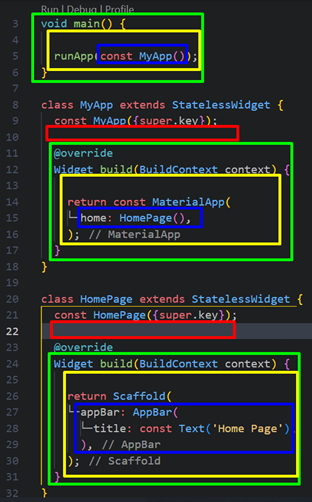 Run | Debug | Profile
3 void main() {
4
5 runApp(const MyApp());
6 }
7
8 class MyApp extends StatelessWidget {
9 const MyApp({super.key});
10
11 @override
12 Widget build(BuildContext context) {
13
14 return const MaterialApp(
15 home: HomePage(),
16 ); // MaterialApp
17 }
18 }
19
20 class HomePage extends StatelessWidget {
21 const HomePage({super.key});
22
23 @override
24 Widget build(BuildContext context) {
25
26 return Scaffold(
27 appBar: AppBar(
28 title: const Text('Home Page')
29 ), // AppBar
30 ); // Scaffold
31 }
32 }